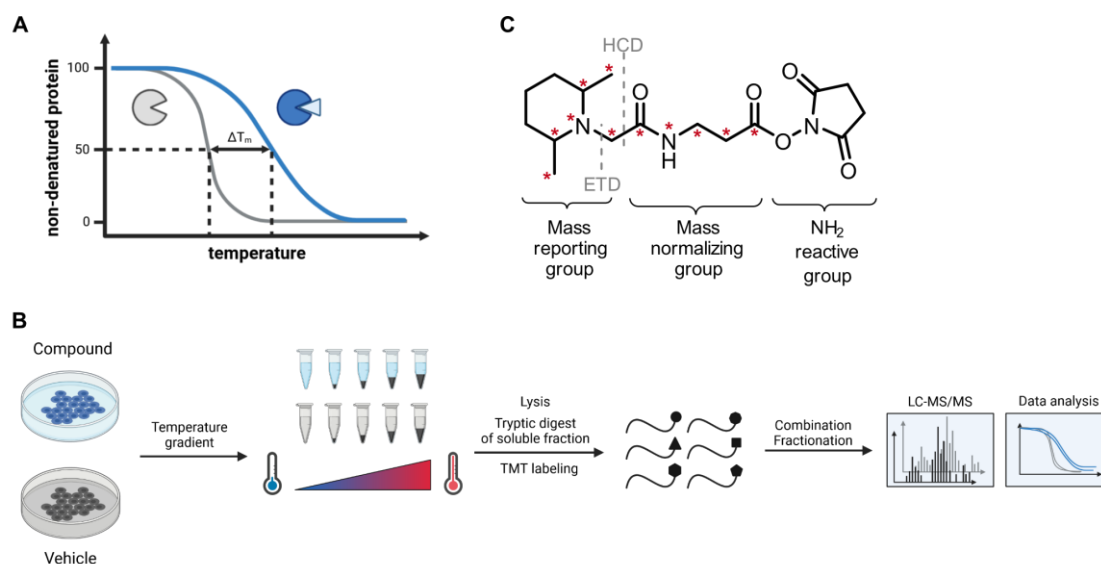 A
non-denatured protein
100
50
0
ΔTm
temperature
C
HCD
O
O
O
N
N
H
O
N
O
ETD
Mass
reporting
group
Mass
normalizing
group
NH2
reactive
group
B
Compound
Vehicle
Temperature
gradient
Lysis
Tryptic digest
of soluble fraction
TMT labeling
Combination
Fractionation
LC-MS/MS
Data analysis